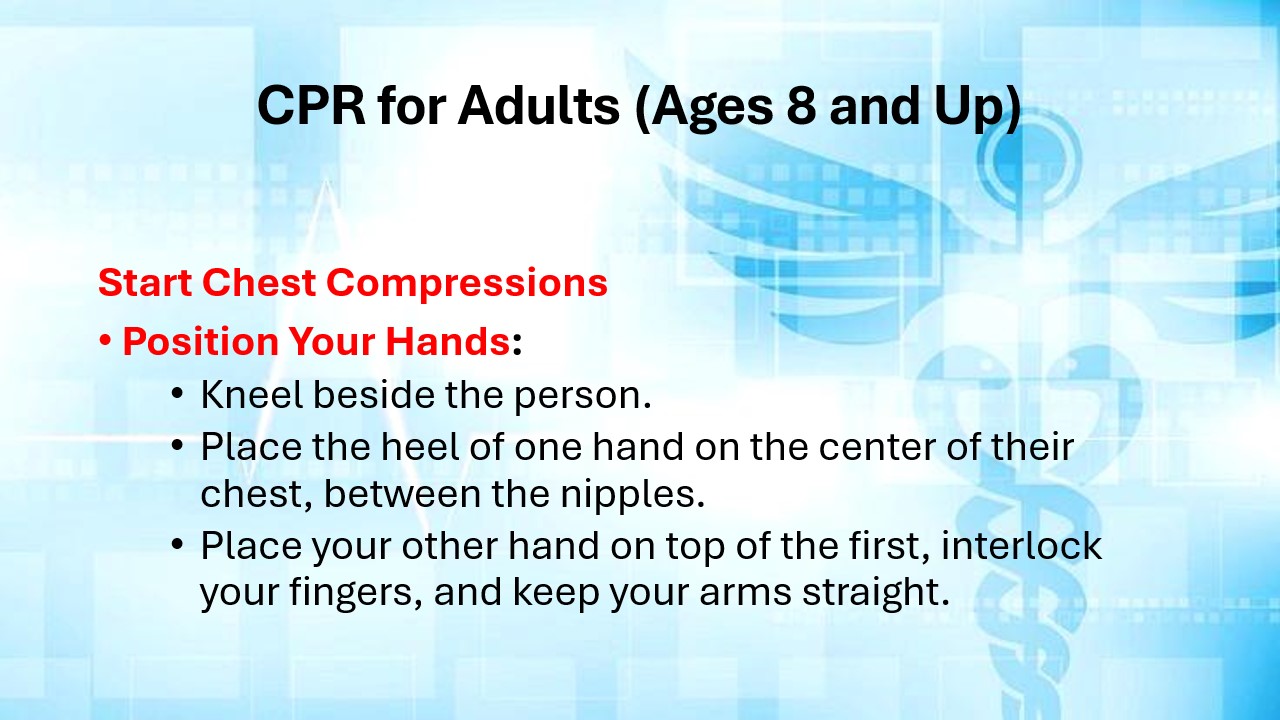 CPR for Adults (Ages 8 and Up)
Start Chest Compressions
• Position Your Hands:
• Kneel beside the person.
• Place the heel of one hand on the center of their
chest, between the nipples.
• Place your other hand on top of the first, interlock
your fingers, and keep your arms straight.